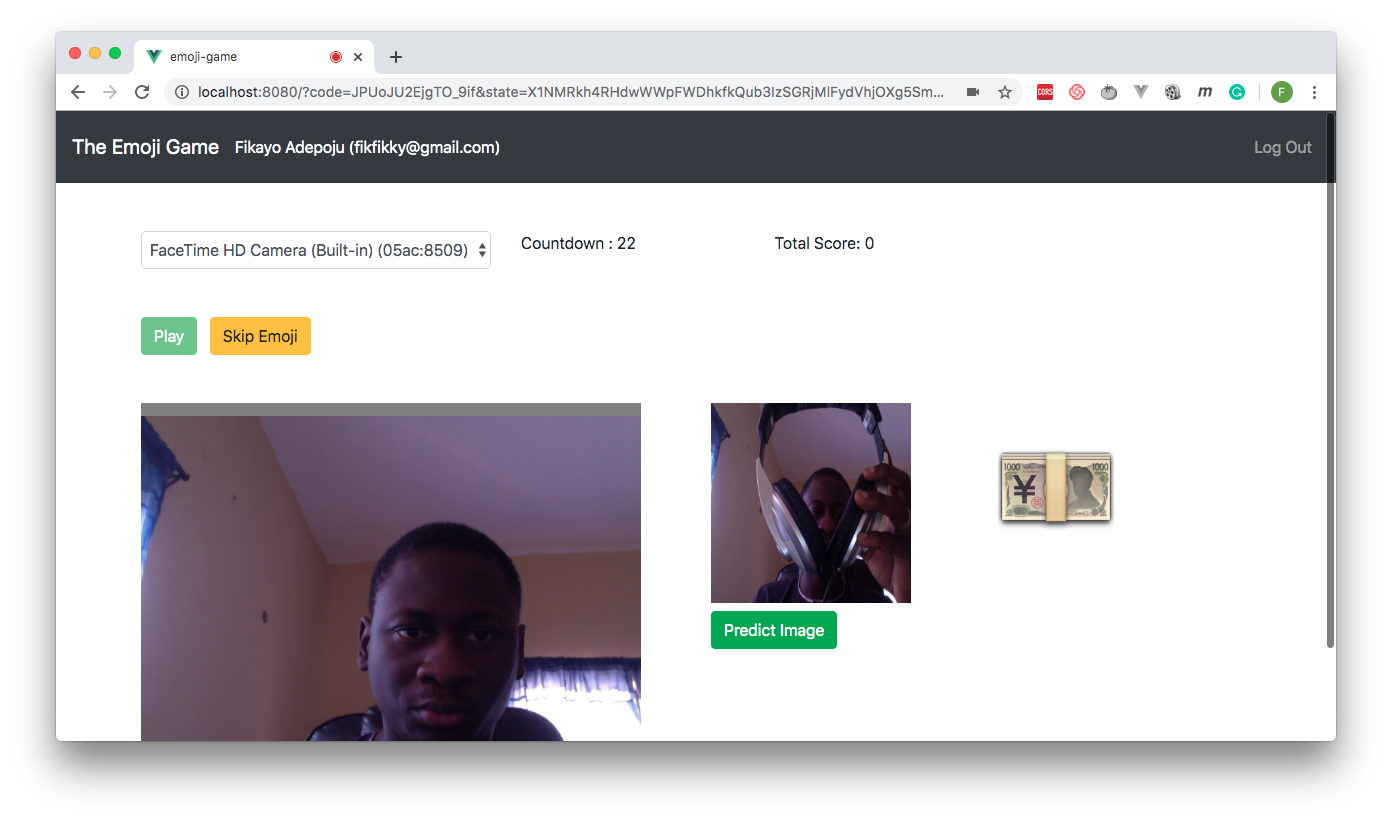 emoji-game
localhost:8080/?code=JPUoJU2EjgTO_9if&state=X1NMRkh4RHdwWWpFWDhkfkQub3IzSGRjMlFydVhjOXg5Sm...
CORS
m
G
F
The Emoji Game Fikayo Adepoju (fikfikky@gmail.com) Log Out
FaceTime HD Camera (Built-in) (05ac:8509) Countdown : 22 Total Score: 0
Play Skip Emoji
1000 ¥ 1000
Predict Image